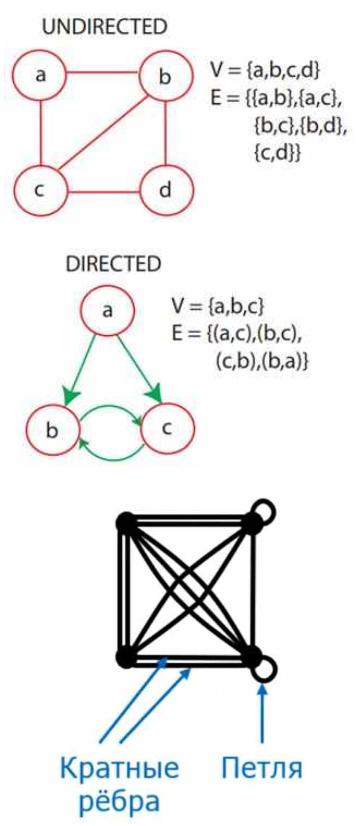 UNDIRECTED
a
b
V = {a,b,c,d}
E = {{a,b},{a,c},
{b,c},{b,d},
{c,d}}
c
d
DIRECTED
a
V = {a,b,c}
E = {(a,c),(b,c),
(c,b),(b,a)}
b
c
Кратные
рёбра
Петля